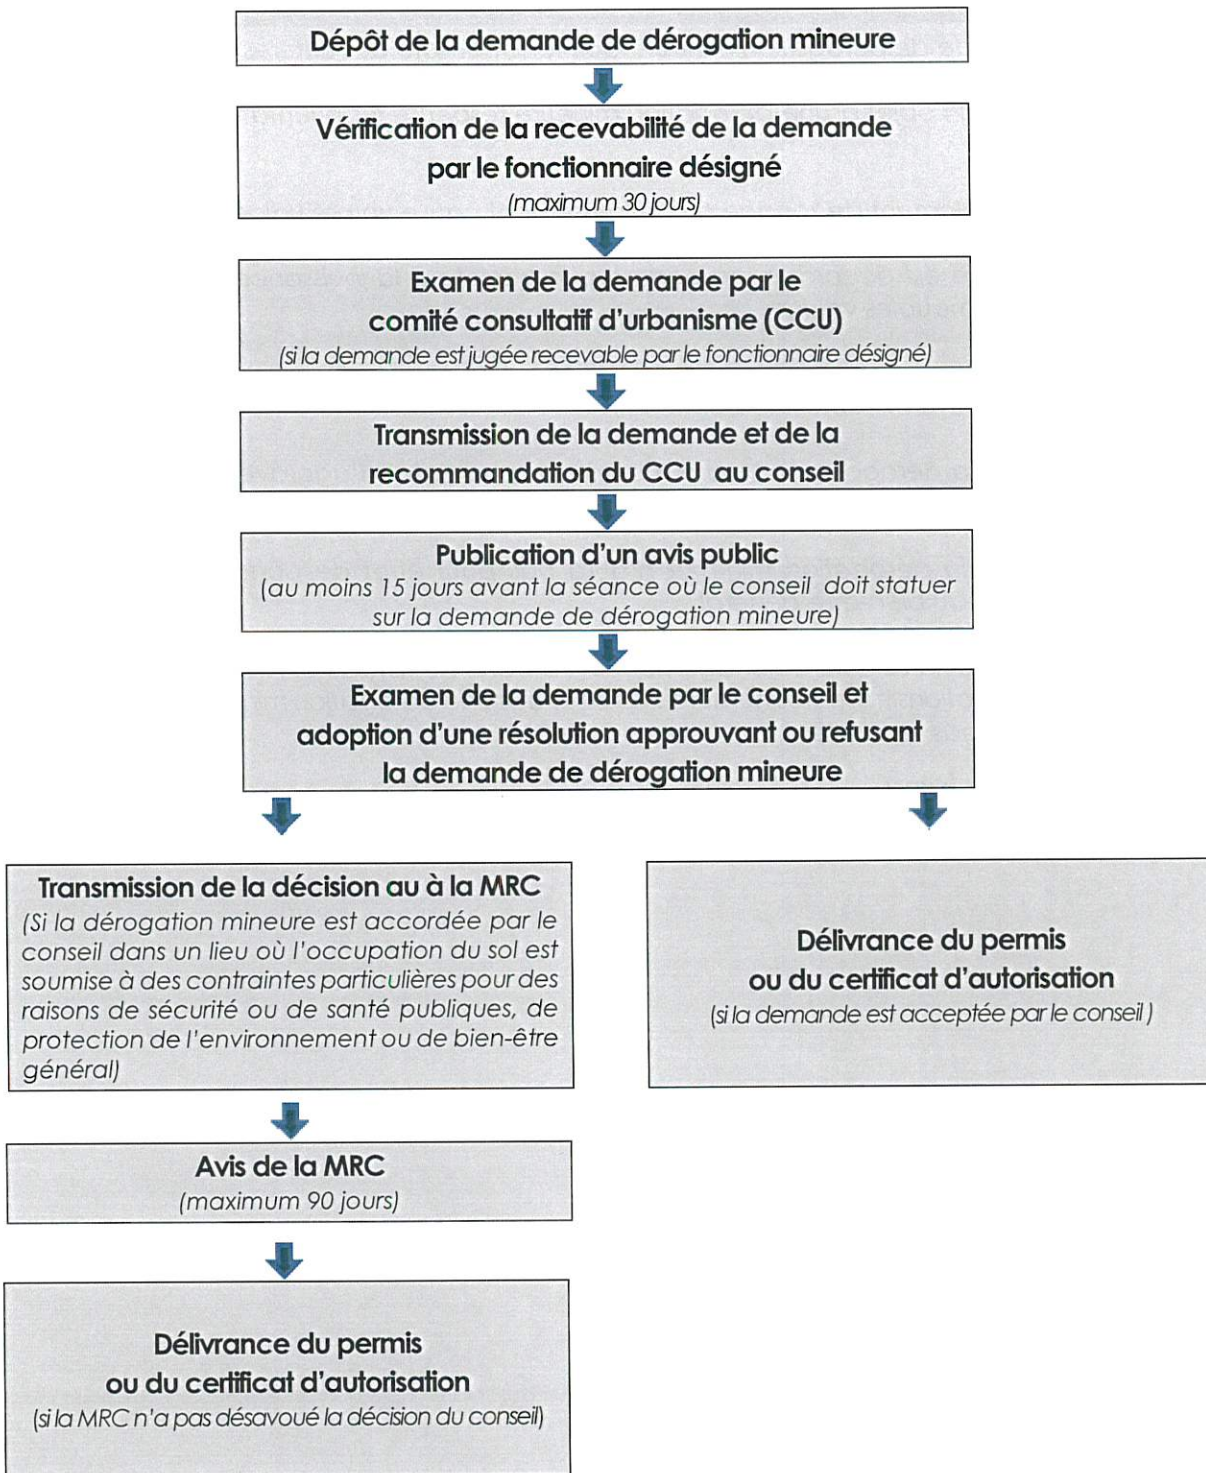 Dépôt de la demande de dérogation mineure
Vérification de la recevabilité de la demande
par le fonctionnaire désigné
(maximum 30 jours)
Examen de la demande par le
comité consultatif d'urbanisme (CCU)
(si la demande est jugée recevable par le fonctionnaire désigné)
Transmission de la demande et de la
recommandation du CCU au conseil
Publication d'un avis public
(au moins 15 jours avant la séance où le conseil doit statuer
sur la demande de dérogation mineure)
Examen de la demande par le conseil et
adoption d'une résolution approuvant ou refusant
la demande de dérogation mineure
Transmission de la décision au à la MRC
(Si la dérogation mineure est accordée par le
conseil dans un lieu où l'occupation du sol est
soumise à des contraintes particulières pour des
raisons de sécurité ou de santé publiques, de
protection de l'environnement ou de bien-être
général)
Avis de la MRC
(maximum 90 jours)
Délivrance du permis
ou du certificat d'autorisation
(si la MRC n'a pas désavoué la décision du conseil)
Délivrance du permis
ou du certificat d'autorisation
(si la demande est acceptée par le conseil )